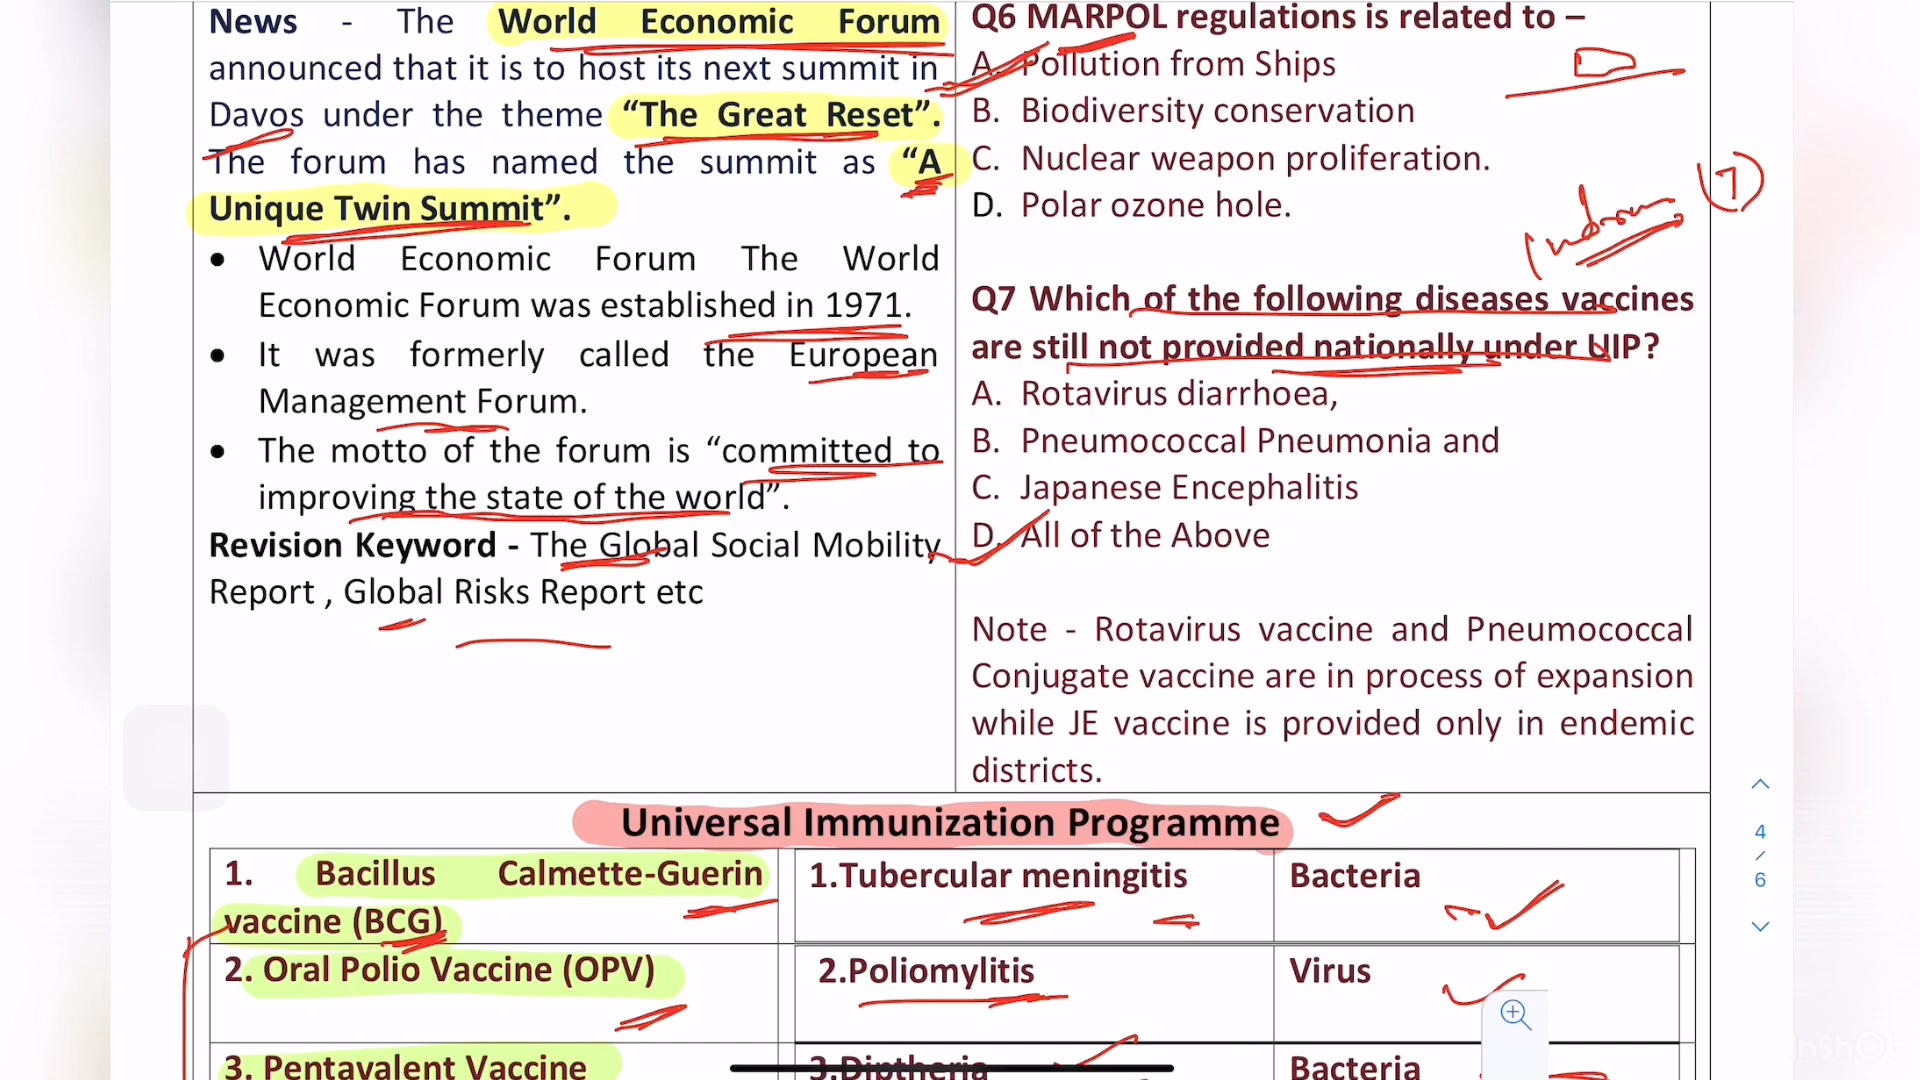 News - The World Economic Forum
announced that it is to host its next summit in
Davos under the theme “The Great Reset”.
The forum has named the summit as “A
Unique Twin Summit”.
• World Economic Forum The World
Economic Forum was established in 1971.
• It was formerly called the European
Management Forum.
• The motto of the forum is “committed to
improving the state of the world”.
Revision Keyword - The Global Social Mobility
Report , Global Risks Report etc
Q6 MARPOL regulations is related to –
A. Pollution from Ships
B. Biodiversity conservation
C. Nuclear weapon proliferation.
D. Polar ozone hole.
7
Q7 Which of the following diseases vaccines
are still not provided nationally under UIP?
A. Rotavirus diarrhoea,
B. Pneumococcal Pneumonia and
C. Japanese Encephalitis
D. All of the Above
Note - Rotavirus vaccine and Pneumococcal
Conjugate vaccine are in process of expansion
while JE vaccine is provided only in endemic
districts.
Universal Immunization Programme
1. Bacillus Calmette-Guerin
vaccine (BCG)
1.Tubercular meningitis
Bacteria
2. Oral Polio Vaccine (OPV)
2.Poliomylitis
Virus
3. Pentavalent Vaccine
3.Diptheria
Bacteria
4
6
InShOt